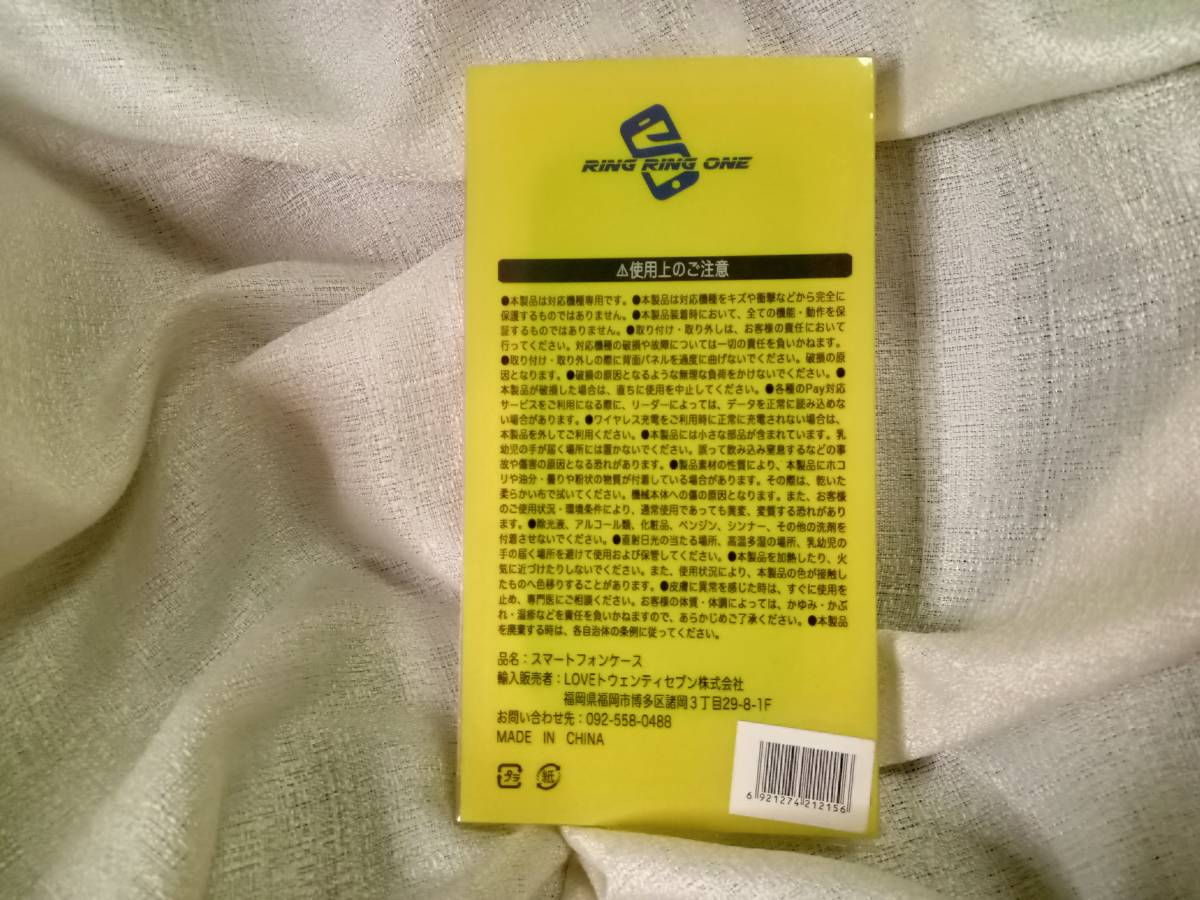 RING RING ONE
⚠使用上のご注意
●本製品は対応機種専用です。●本製品は対応機種をキズや衝撃などから完全に
保護するものではありません。●本製品装着時において、全ての機能・動作を保
証するものではありません。●取り付け・取り外しは、お客様の責任において
行ってください。対応機種の破損や故障については一切の責任を負いかねます。
●取り付け・取り外しの際に背面パネルを過度に曲げないでください。破損の原
因となります。●破損の原因となるような無理な負荷をかけないでください。●
本製品が破損した場合は、直ちに使用を中止してください。●各種のPay対応
サービスをご利用になる際に、リーダーによっては、データを正常に読み込めな
い場合があります。●ワイヤレス充電をご利用時に正常に充電されない場合は、
本製品を外してご利用ください。●本製品には小さな部品が含まれています。乳
幼児の手が届く場所には置かないでください。誤って飲み込み窒息するなどの事
故や傷害の原因となる恐れがあります。●製品素材の性質により、本製品にホコ
リや油分・曇りや粉状の物質が付着している場合があります。その際は、乾いた
柔らかい布で拭いてください。機械本体への傷の原因となります。また、お客様
のご使用状況・環境条件により、通常使用であっても異変、変質する恐れがあり
ます。●除光液、アルコール類、化粧品、ベンジン、シンナー、その他の洗剤を
付着させないでください。●直射日光の当たる場所、高温多湿の場所、乳幼児の
手の届く場所を避けて使用および保管してください。●本製品を加熱したり、火
気に近づけたりしないでください。また、使用状況により、本製品の色が接触し
たものへ色移りすることがあります。●皮膚に異常を感じた時は、すぐに使用を
止め、専門医にご相談ください。お客様の体質・体調によっては、かゆみ・かぶ
れ・湿疹などを責任を負いかねますので、あらかじめご了承ください。●本製品
を廃棄する時は、各自治体の条例に従ってください。
品名：スマートフォンケース
輸入販売者：LOVEトウェンティセブン株式会社
福岡県福岡市博多区諸岡3丁目29-8-1F
お問い合わせ先：092-558-0488
MADE IN CHINA
プラ 紙
6 921274 212156